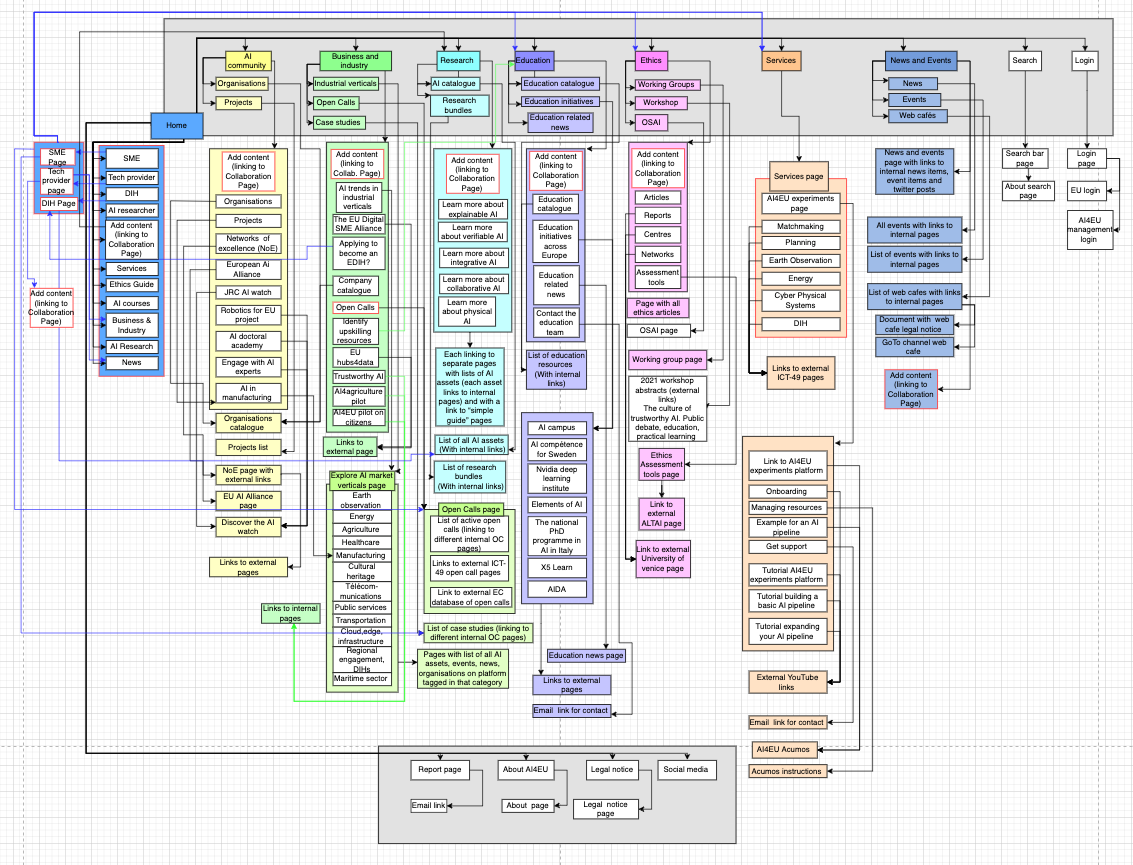 AI
community
Organisations
Projects
Business and
industry
Industrial verticals
Open Calls
Case studies
Research
AI catalogue
Research
bundles
Education
Education catalogue
Education initiatives
Education related
news
Ethics
Working Groups
Workshop
OSAI
Services
News and Events
News
Events
Web cafés
Search
Login
Home
SME
Page
Tech
provider
page
DIH Page
Add content
(linking to
Collaboration
Page)
SME
Tech provider
DIH
AI researcher
Add content
(linking to
Collaboration
Page)
Services
Ethics Guide
AI courses
Business &
Industry
AI Research
News
Add content
(linking to
Collaboration
Page)
Organisations
Projects
Networks of
excellence (NoE)
European Ai
Alliance
JRC AI watch
Robotics for EU
project
AI doctoral
academy
Engage with AI
experts
AI in
manufacturing
Organisations
catalogue
Projects list
NoE page with
external links
EU AI Alliance
page
Discover the AI
watch
Links to external
pages
Add content
(linking to
Collab. Page)
AI trends in
industrial
verticals
The EU Digital
SME Alliance
Applying to
become an
EDIH?
Company
catalogue
Open Calls
Identify
upskilling
resources
EU
hubs4data
Trustworthy AI
AI4agriculture
pilot
AI4EU pilot on
citizens
Links to
external page
Explore AI market
verticals page
Earth
observation
Energy
Agriculture
Healthcare
Manufacturing
Cultural
heritage
Télécom-
munications
Public services
Transportation
Cloud,edge,
infrastructure
Regional
engagement,
DIHs
Maritime sector
Links to internal
pages
Add content
(linking to
Collaboration
Page)
Learn more about
explainable AI
Learn more
about verifiable AI
Learn more about
integrative AI
Learn more about
collaborative AI
Learn more
about physical
AI
Each linking to
separate pages
with lists of AI
assets (each asset
links to internal
pages) and with a
link to "simple
guide" pages
List of all AI assets
(With internal links)
List of research
bundles
(With internal links)
Open Calls page
List of active open
calls (linking to
different internal OC
pages)
Links to external ICT-
49 open call pages
Link to external EC
database of open calls
List of case studies (linking to
different internal OC pages)
Pages with list of all AI
assets, events, news,
organisations on platform
tagged in that category
Add content
(linking to
Collaboration
Page)
Education
catalogue
Education
initiatives
across
Europe
Education
related
news
Contact the
education
team
List of education
resources
(With internal
links)
AI campus
AI compétence
for Sweden
Nvidia deep
learning
institute
Elements of AI
The national
PhD
programme in
AI in Italy
X5 Learn
AIDA
Education news page
Links to external
pages
Email link for contact
Add content
(linking to
Collaboration
Page)
Articles
Reports
Centres
Networks
Assessment
tools
Page with all
ethics articles
OSAI page
Working group page
2021 workshop
abstracts (external
links)
The culture of
trustworthy AI. Public
debate, education,
practical learning
Ethics
Assessment
tools page
Link to
external
ALTAI page
Link to external
University of
venice page
Services page
AI4EU experiments
page
Matchmaking
Planning
Earth Observation
Energy
Cyber Physical
Systems
DIH
Links to external
ICT-49 pages
Link to AI4EU
experiments platform
Onboarding
Managing resources
Example for an AI
pipeline
Get support
Tutorial AI4EU
experiments platform
Tutorial building a
basic AI pipeline
Tutorial expanding
your AI pipeline
External YouTube
links
Email link for contact
AI4EU Acumos
Acumos instructions
News and events
page with links to
internal news items,
event items and
twitter posts
All events with links to
internal pages
List of events with links to
internal pages
List of web cafes with links
to internal pages
Document with web
cafe legal notice
GoTo channel web
cafe
Add content
(linking to
Collaboration
Page)
Search bar
page
About search
page
Login
page
EU login
AI4EU
management
login
Report page
Email link
About AI4EU
About page
Legal notice
Legal notice
page
Social media